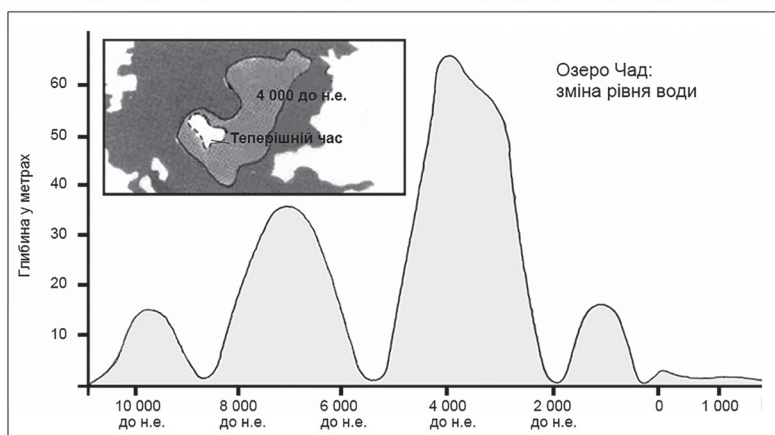 Озеро Чад:
зміна рівня води
4 000 до н.е.
Теперішній час
Глибина у метрах
60
50
40
30
20
10
10 000
до н.е.
8 000
до н.е.
6 000
до н.е.
4 000
до н.е.
2 000
до н.е.
0
1 000